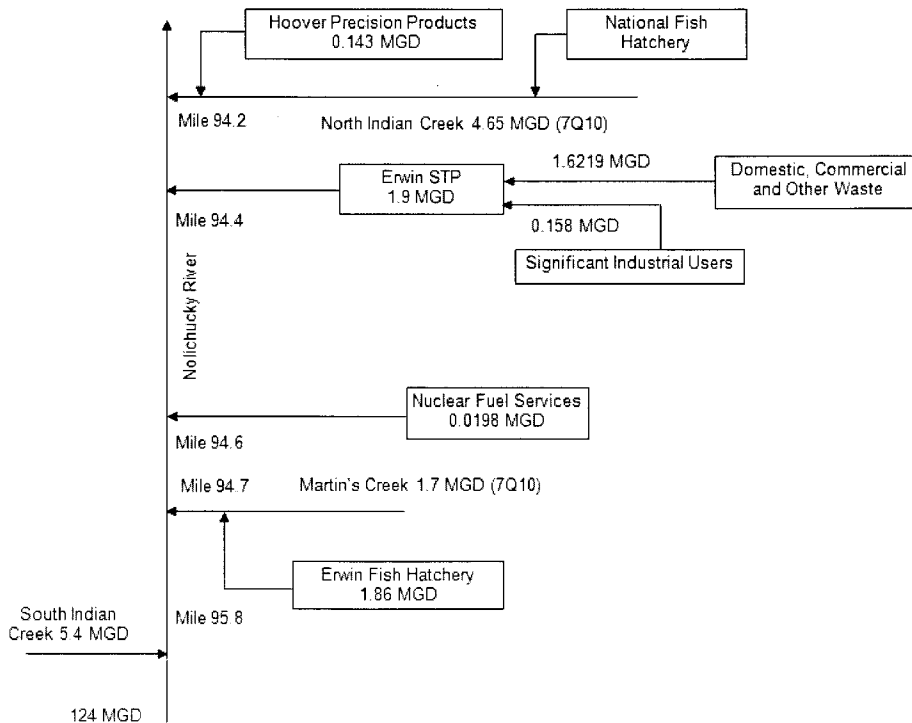 Hoover Precision Products
0.143 MGD
National Fish
Hatchery
Mile 94.2
North Indian Creek 4.65 MGD (7Q10)
1.6219 MGD
Erwin STP
1.9 MGD
Domestic, Commercial
and Other Waste
Mile 94.4
0.158 MGD
Significant Industrial Users
Nolichucky River
Nuclear Fuel Services
0.0198 MGD
Mile 94.6
Mile 94.7
Martin's Creek 1.7 MGD (7Q10)
Erwin Fish Hatchery
1.86 MGD
South Indian
Creek 5.4 MGD
Mile 95.8
124 MGD